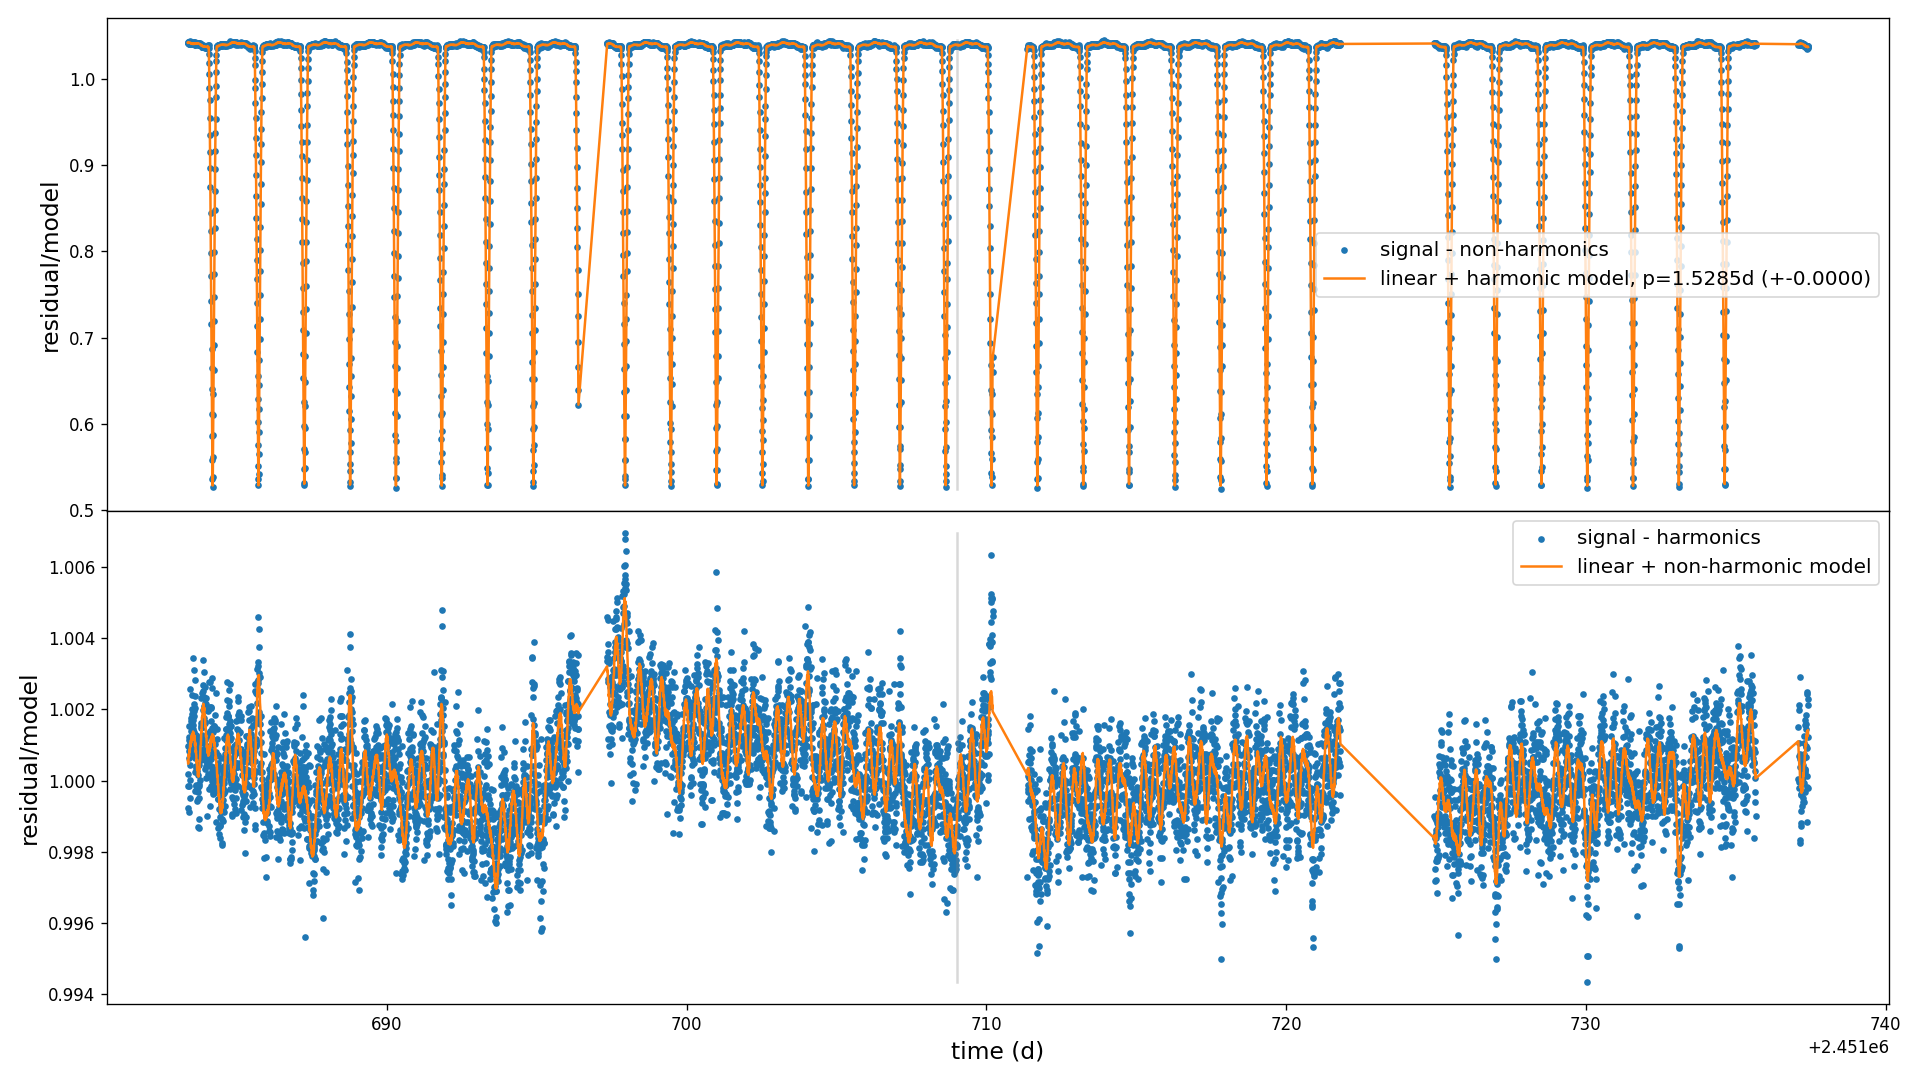 residual/model
1.0
0.9
0.8
0.7
0.6
0.5
signal - non-harmonics
linear + harmonic model, p=1.5285d (+-0.0000)
residual/model
1.006
1.004
1.002
1.000
0.998
0.996
0.994
signal - harmonics
linear + non-harmonic model
690
700
710
720
730
740
time (d)
+2.451e6